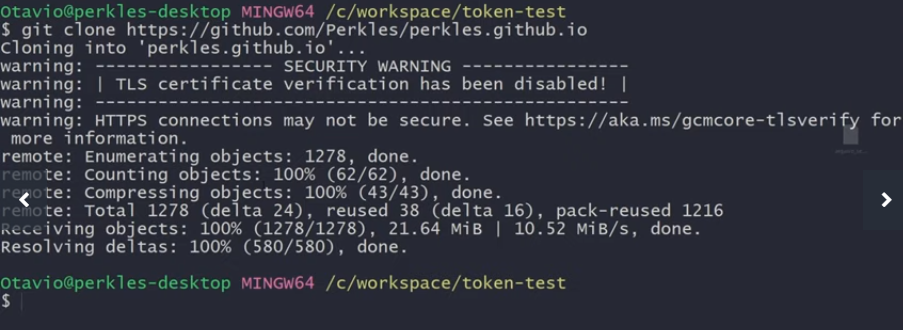 Otavio@perkles-desktop MINGW64 /c/workspace/token-test
$ git clone https://github.com/Perkles/perkles.github.io
Cloning into 'perkles.github.io'...
warning: ----------------- SECURITY WARNING ----------------
warning: | TLS certificate verification has been disabled! |
warning: ---------------------------------------------------
warning: HTTPS connections may not be secure. See https://aka.ms/gcmcore-tlsverify for
more information.
remote: Enumerating objects: 1278, done.
remote: Counting objects: 100% (62/62), done.
remote: Compressing objects: 100% (43/43), done.
remote: Total 1278 (delta 24), reused 38 (delta 16), pack-reused 1216
Receiving objects: 100% (1278/1278), 21.64 MiB | 10.52 MiB/s, done.
Resolving deltas: 100% (580/580), done.
Otavio@perkles-desktop MINGW64 /c/workspace/token-test
$